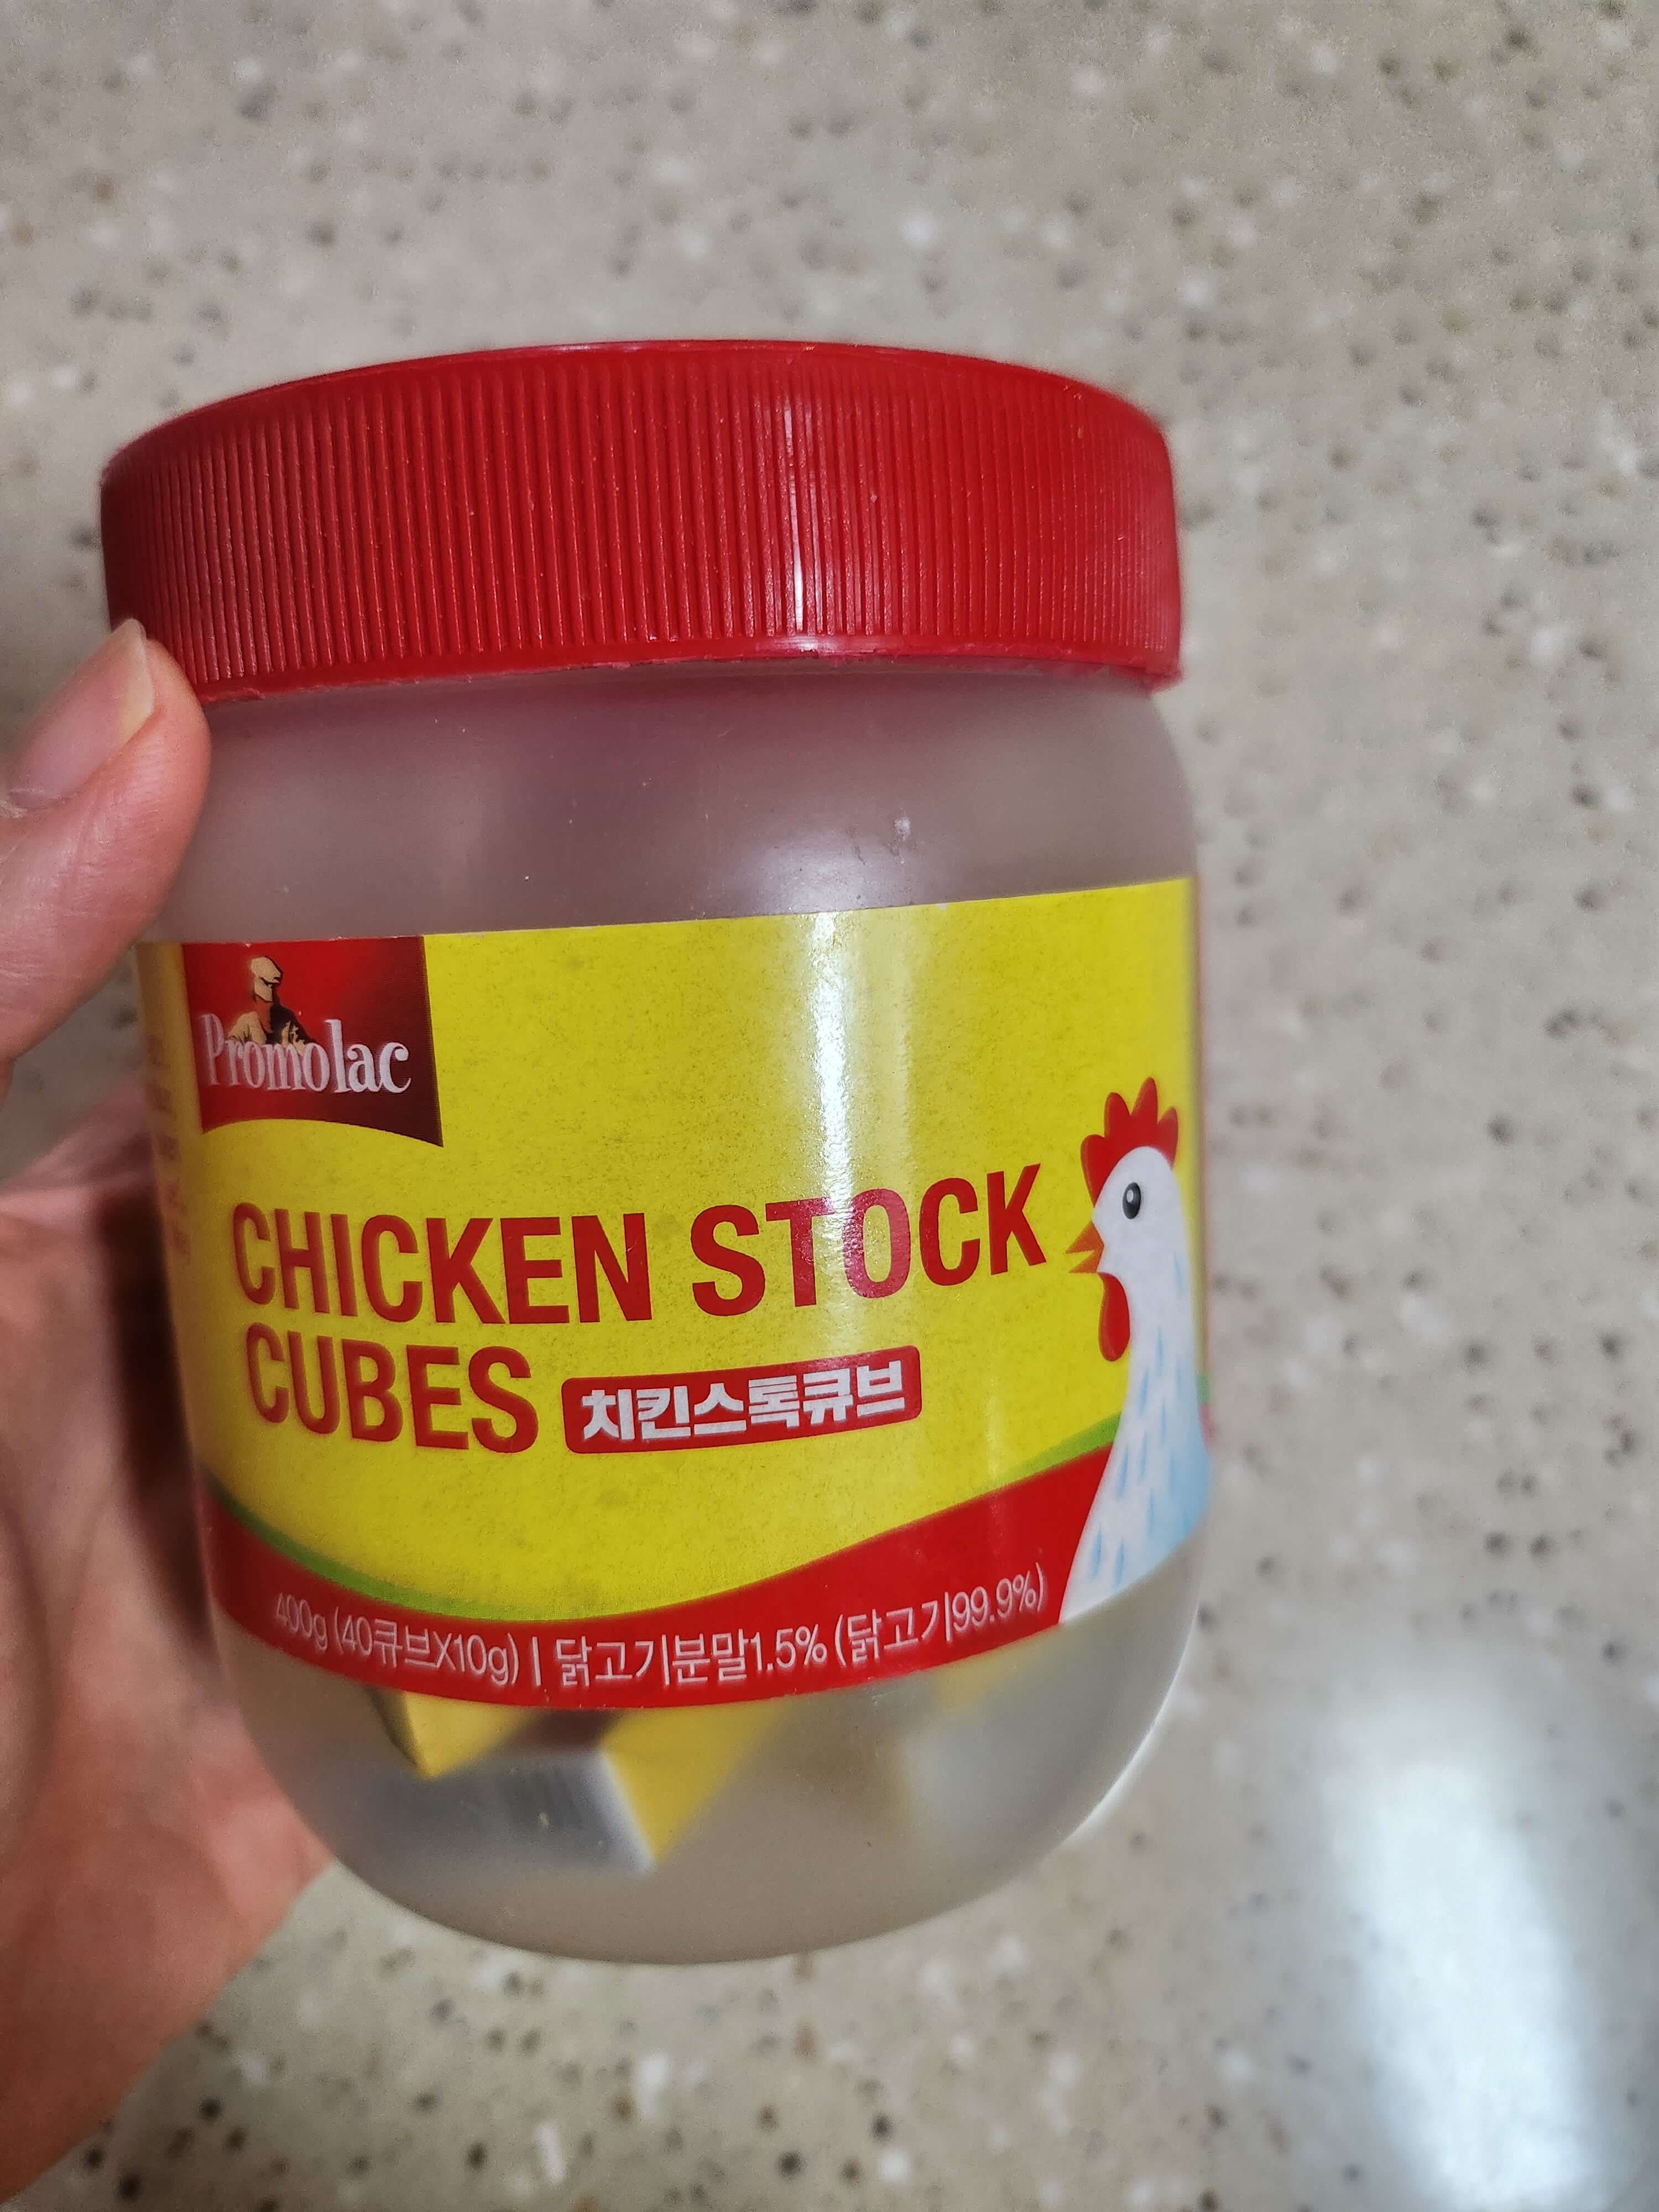 Promolac
CHICKEN STOCK
CUBES 치킨스톡큐브
400g (40큐브X10g) | 닭고기분말1.5% (닭고기99.9%)